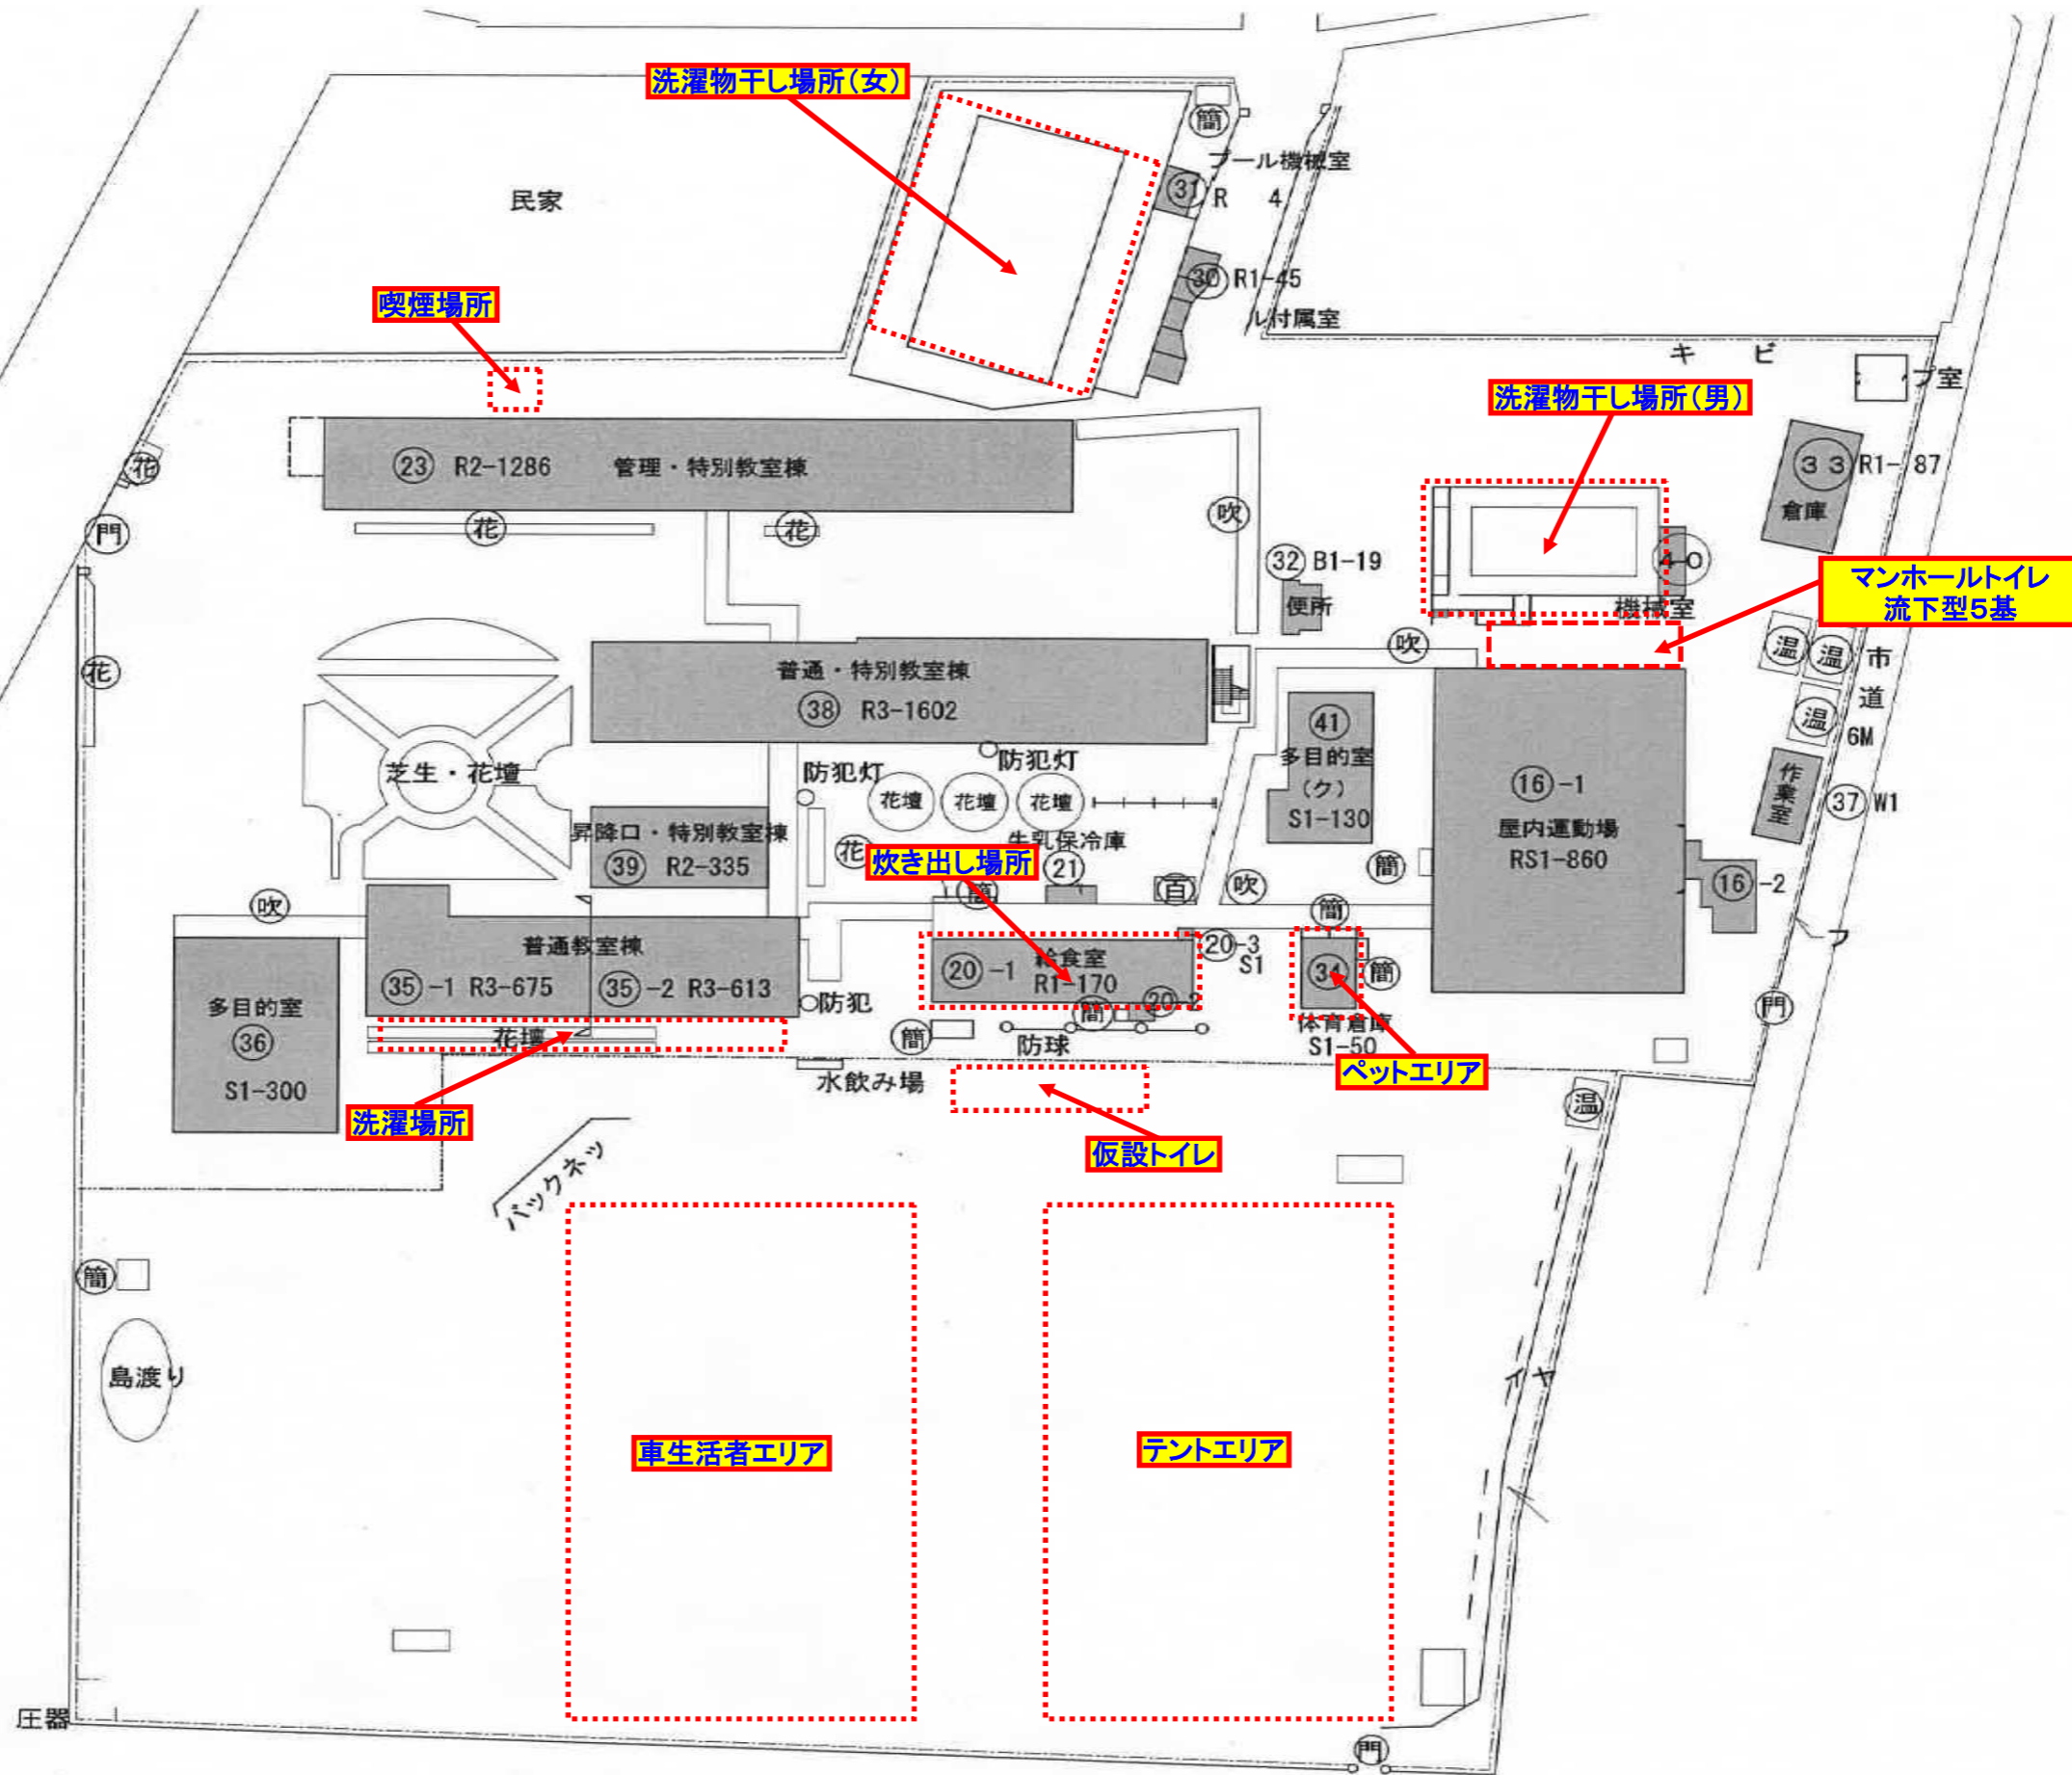 洗濯物干し場所(女)
簡
プール機械室
31 R 4
民家
30 R1-45
ル付属室
喫煙場所
キ ビ
プ室
洗濯物干し場所(男)
23 R2-1286 管理・特別教室棟
33 R1- 87
倉庫
花
門
花
花
吹
32 B1-19
便所
40
機械室
マンホールトイレ
流下型5基
花
普通・特別教室棟
38 R3-1602
吹
温
温
温
市
道
6M
芝生・花壇
防犯灯
防犯灯
花壇
花壇
花壇
41
多目的室
(ク)
S1-130
16-1
屋内運動場
RS1-860
作業室
37 W1
昇降口・特別教室棟
39 R2-335
花
牛乳保冷庫
21
炊き出し場所
簡
百
吹
簡
簡
16-2
フ
吹
普通教室棟
35-1 R3-675
35-2 R3-613
給食室
20-1 R1-170
20-3
S1
34
簡
多目的室
36
S1-300
花壇
防犯
簡
簡
20-2
防球
体育倉庫
S1-50
門
水飲み場
ペットエリア
洗濯場所
仮設トイレ
温
バックネッ
簡
島渡り
イヤ
車生活者エリア
テントエリア
圧器
門